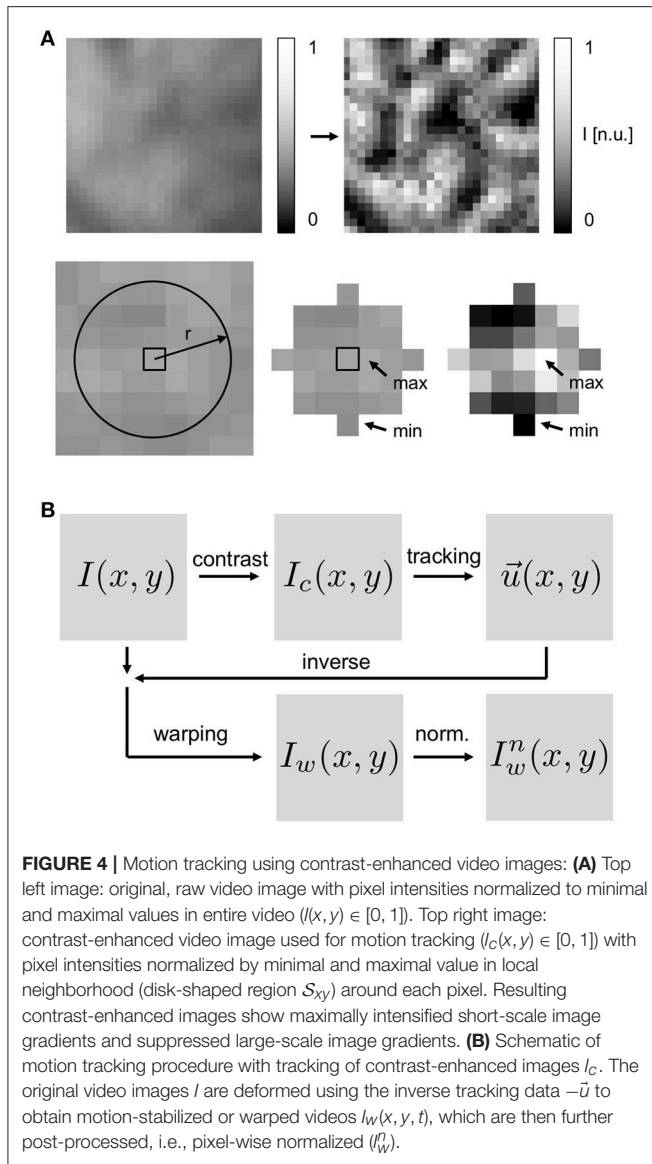 A
1
0
1
I [n.u.]
0
r
max
min
max
min
B
I(x, y)
contrast
I_c(x, y)
tracking
\vec{u}(x, y)
inverse
warping
I_w(x, y)
norm.
I_w^n(x, y)
FIGURE 4 | Motion tracking using contrast-enhanced video images: (A) Top
left image: original, raw video image with pixel intensities normalized to minimal
and maximal values in entire video (I(x, y) ∈ [0, 1]). Top right image:
contrast-enhanced video image used for motion tracking (I_C(x, y) ∈ [0, 1]) with
pixel intensities normalized by minimal and maximal value in local
neighborhood (disk-shaped region S_{xy}) around each pixel. Resulting
contrast-enhanced images show maximally intensified short-scale image
gradients and suppressed large-scale image gradients. (B) Schematic of
motion tracking procedure with tracking of contrast-enhanced images I_C. The
original video images I are deformed using the inverse tracking data −\vec{u} to
obtain motion-stabilized or warped videos I_W(x, y, t), which are then further
post-processed, i.e., pixel-wise normalized (I_W^n).